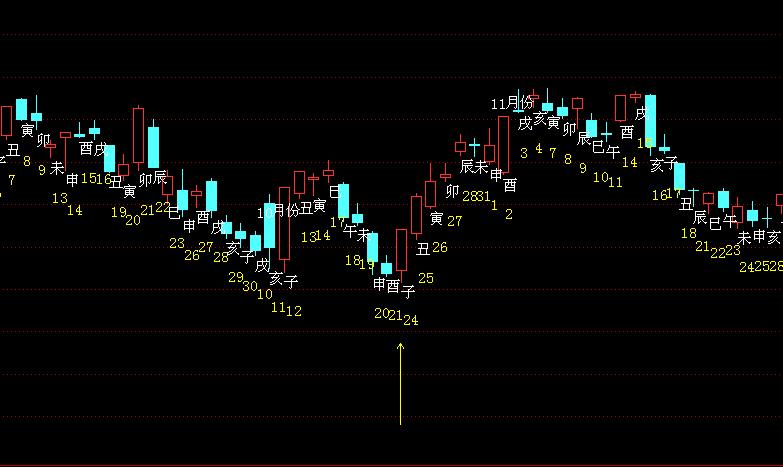 丑
7
寅
8
卯
9
未
13
申
14
酉
15
戌
16
丑
19
寅
20
卯
21
辰
22
巳
23
申
26
酉
27
戌
28
亥
29
子
30
10月份
戌
10
亥
11
子
12
丑
13
寅
14
巳
17
午
18
未
19
申
20
酉
21
子
24
丑
25
寅
26
卯
27
辰
28
未
31
11月份
申
1
酉
2
戌
3
亥
4
寅
7
卯
8
辰
9
巳
10
午
11
酉
14
戌
15
亥
16
子
17
丑
18
辰
21
巳
22
午
23
未
24
申
25
亥
28